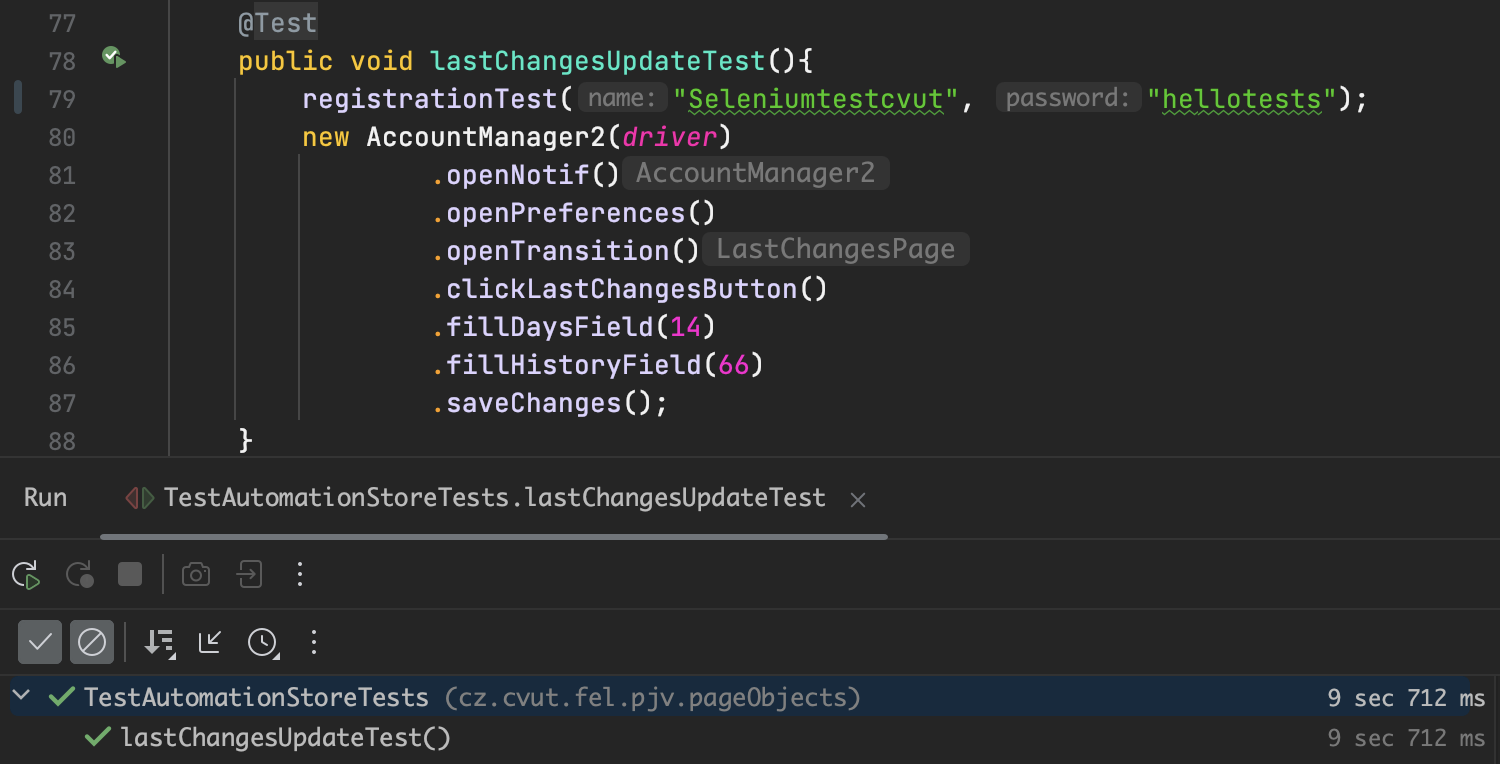 77 @Test
78 public void lastChangesUpdateTest(){
79 registrationTest( name: "Seleniumtestcvut", password: "hellotests");
80 new AccountManager2(driver)
81 .openNotif() AccountManager2
82 .openPreferences()
83 .openTransition() LastChangesPage
84 .clickLastChangesButton()
85 .fillDaysField(14)
86 .fillHistoryField(66)
87 .saveChanges();
88 }
Run TestAutomationStoreTests.lastChangesUpdateTest
TestAutomationStoreTests (cz.cvut.fel.pjv.pageObjects) 9 sec 712 ms
lastChangesUpdateTest() 9 sec 712 ms